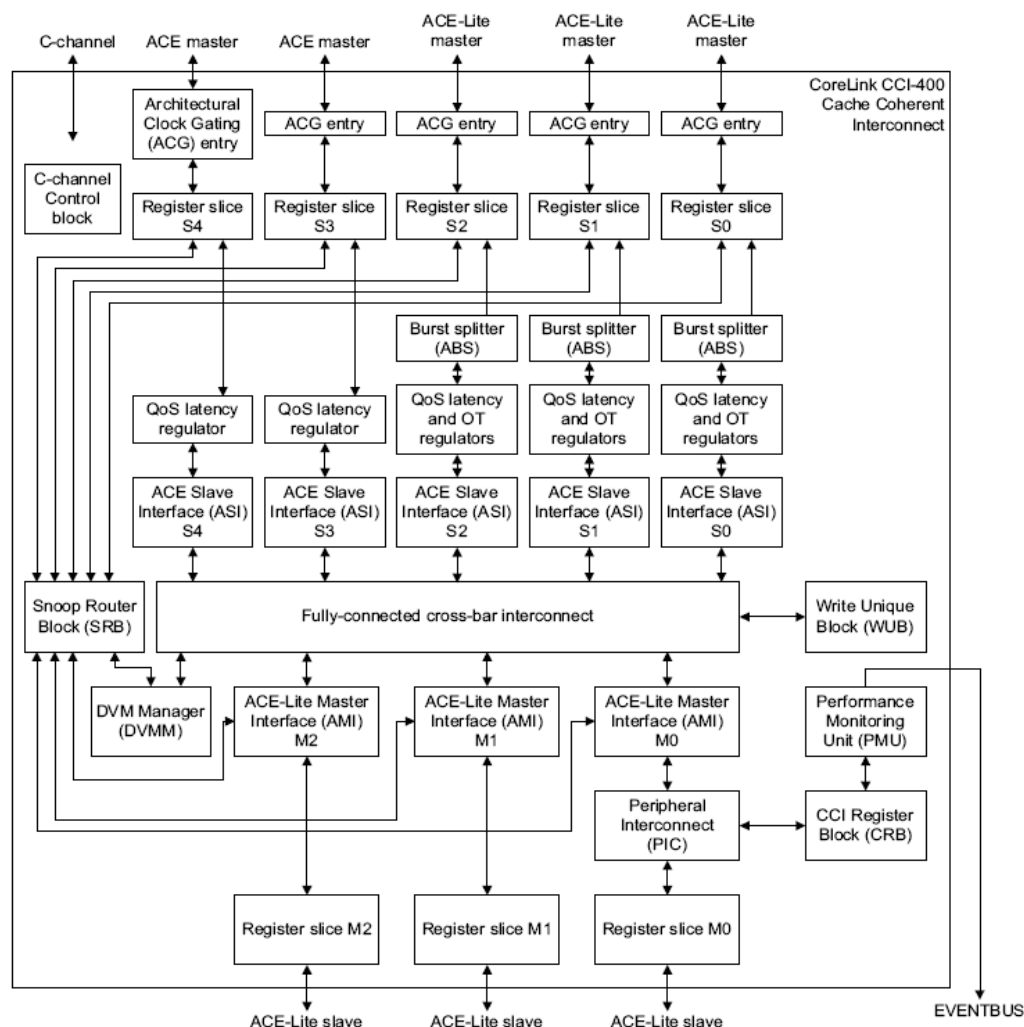 C-channel
ACE master
ACE master
ACE-Lite
master
ACE-Lite
master
ACE-Lite
master
CoreLink CCI-400
Cache Coherent
Interconnect
Architectural
Clock Gating
(ACG) entry
ACG entry
ACG entry
ACG entry
ACG entry
C-channel
Control
block
Register slice
S4
Register slice
S3
Register slice
S2
Register slice
S1
Register slice
S0
Burst splitter
(ABS)
Burst splitter
(ABS)
Burst splitter
(ABS)
QoS latency
regulator
QoS latency
regulator
QoS latency
and OT
regulators
QoS latency
and OT
regulators
QoS latency
and OT
regulators
ACE Slave
Interface (ASI)
S4
ACE Slave
Interface (ASI)
S3
ACE Slave
Interface (ASI)
S2
ACE Slave
Interface (ASI)
S1
ACE Slave
Interface (ASI)
S0
Snoop Router
Block (SRB)
Fully-connected cross-bar interconnect
Write Unique
Block (WUB)
DVM Manager
(DVMM)
ACE-Lite Master
Interface (AMI)
M2
ACE-Lite Master
Interface (AMI)
M1
ACE-Lite Master
Interface (AMI)
M0
Performance
Monitoring
Unit (PMU)
Peripheral
Interconnect
(PIC)
CCI Register
Block (CRB)
Register slice M2
Register slice M1
Register slice M0
ACE-Lite slave
ACE-Lite slave
ACE-Lite slave
EVENTBUS